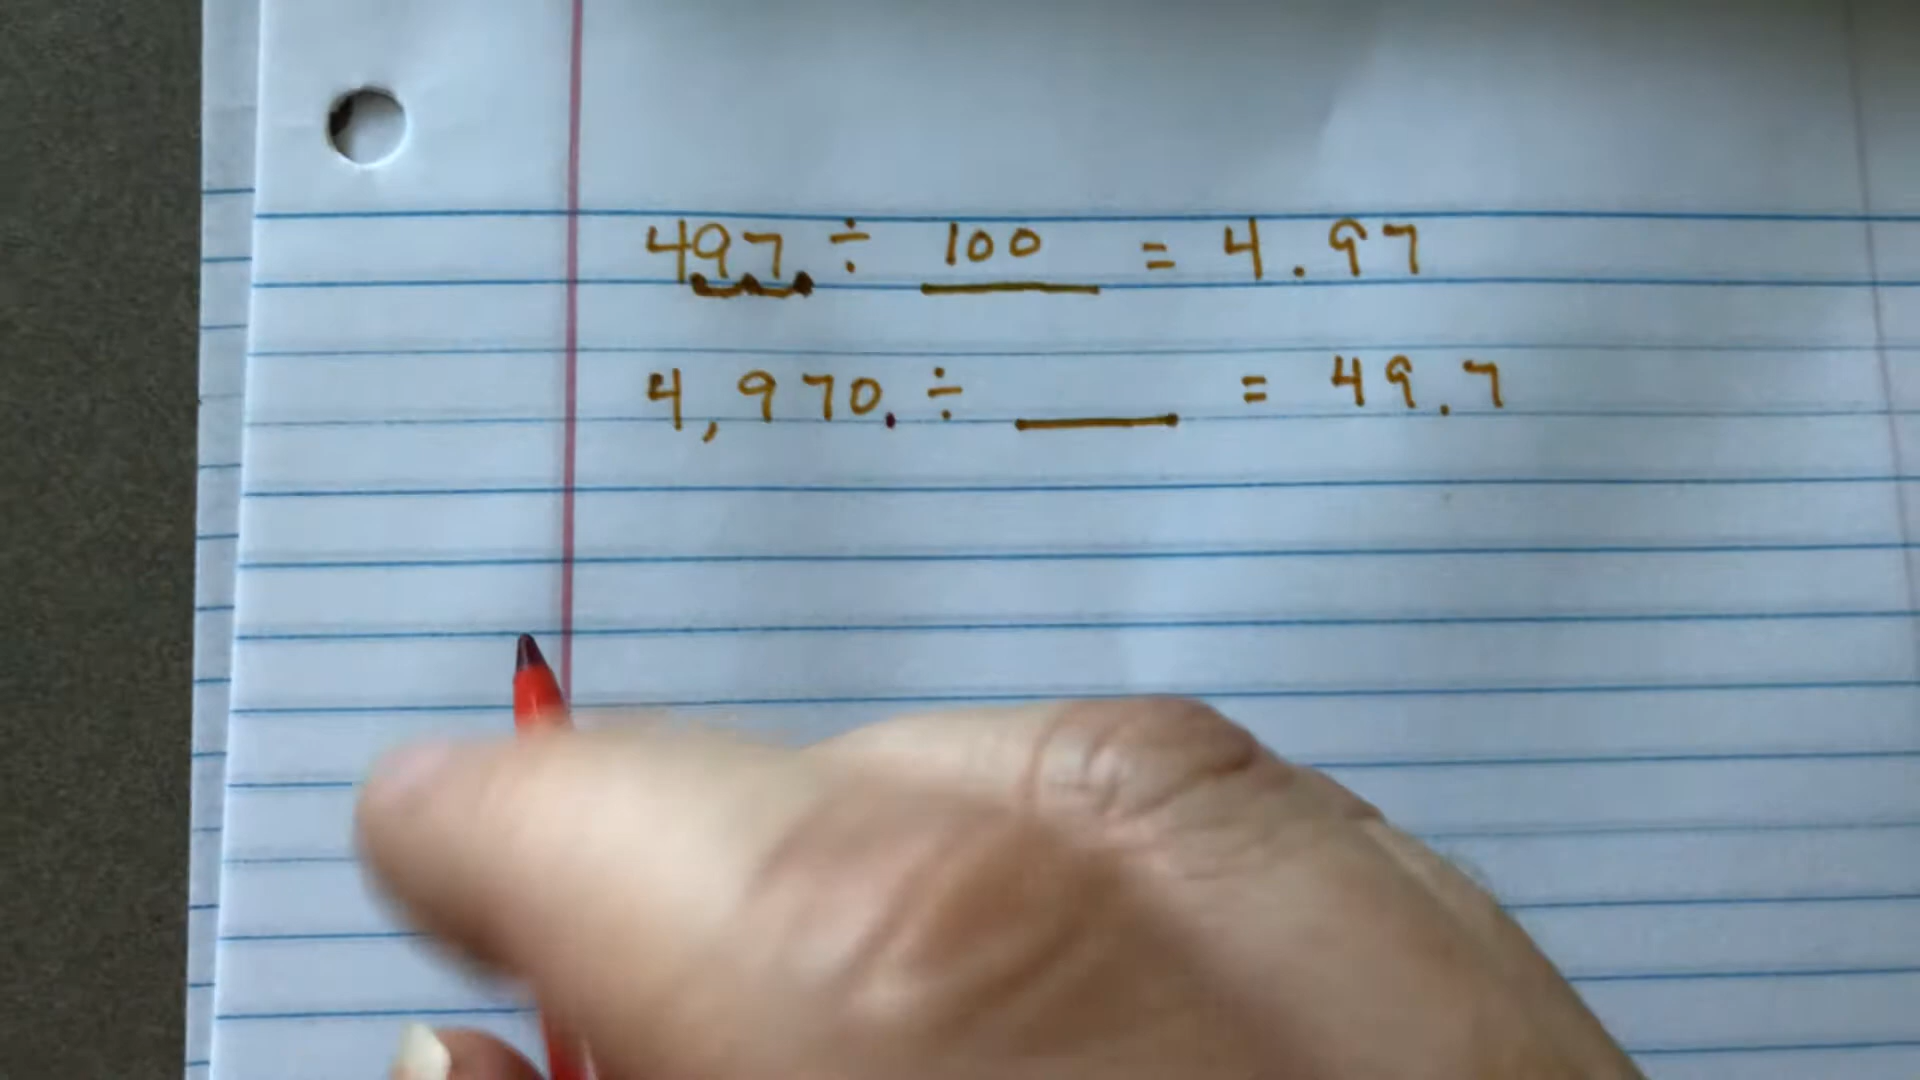 497 ÷ 100 = 4.97
4,970. ÷ ____ = 49.7